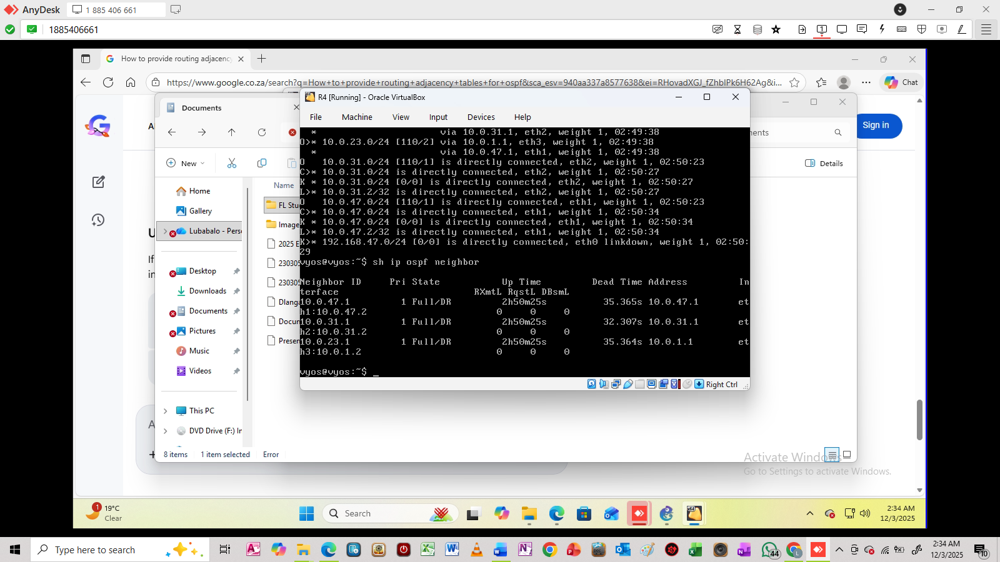 AnyDesk
1 885 406 661
1885406661
How to provide routing adjacency
https://www.google.co.za/search?q=How+to+provide+routing+adjacency+tables+for+ospf&sca_esv=940aa337a8577638&ei=RHovadXGJ_fZhbIPk6H62Ag&i...
Chat
R4 [Running] - Oracle VirtualBox
Documents
File Machine View Input Devices Help
Sign in
New
Details
Name
Home
Gallery
Lubabalo - Pers
Desktop
Downloads
Documents
Pictures
Music
Videos
This PC
DVD Drive (F:) In
FL Stu
Image
2025 E
23030
23030
Dlang
Docur
Preser
* via 10.0.31.1, eth2, weight 1, 02:49:38
O>* 10.0.23.0/24 [110/2] via 10.0.1.1, eth3, weight 1, 02:49:38
* via 10.0.47.1, eth1, weight 1, 02:49:38
O 10.0.31.0/24 [110/1] is directly connected, eth2, weight 1, 02:50:23
C>* 10.0.31.0/24 is directly connected, eth2, weight 1, 02:50:27
K * 10.0.31.0/24 [0/0] is directly connected, eth2, weight 1, 02:50:27
L>* 10.0.31.2/32 is directly connected, eth2, weight 1, 02:50:27
O 10.0.47.0/24 [110/1] is directly connected, eth1, weight 1, 02:50:23
C>* 10.0.47.0/24 is directly connected, eth1, weight 1, 02:50:34
K * 10.0.47.0/24 [0/0] is directly connected, eth1, weight 1, 02:50:34
L>* 10.0.47.2/32 is directly connected, eth1, weight 1, 02:50:34
K>* 192.168.47.0/24 [0/0] is directly connected, eth0 linkdown, weight 1, 02:50:
29
vyos@vyos:~$ sh ip ospf neighbor
Neighbor ID Pri State Up Time Dead Time Address In
terface RXmtL RqstL DBsmL
10.0.47.1 1 Full/DR 2h50m25s 35.365s 10.0.47.1 et
h1:10.0.47.2 0 0 0
10.0.31.1 1 Full/DR 2h50m25s 32.307s 10.0.31.1 et
h2:10.0.31.2 0 0 0
10.0.23.1 1 Full/DR 2h50m25s 35.364s 10.0.1.1 et
h3:10.0.1.2 0 0 0
vyos@vyos:~$ _
Right Ctrl
8 items 1 item selected Error
Activate Windows
Go to Settings to activate Windows.
1
19°C
Clear
Search
2:34 AM
12/3/2025
Type here to search
44
2:34 AM
12/3/2025
10